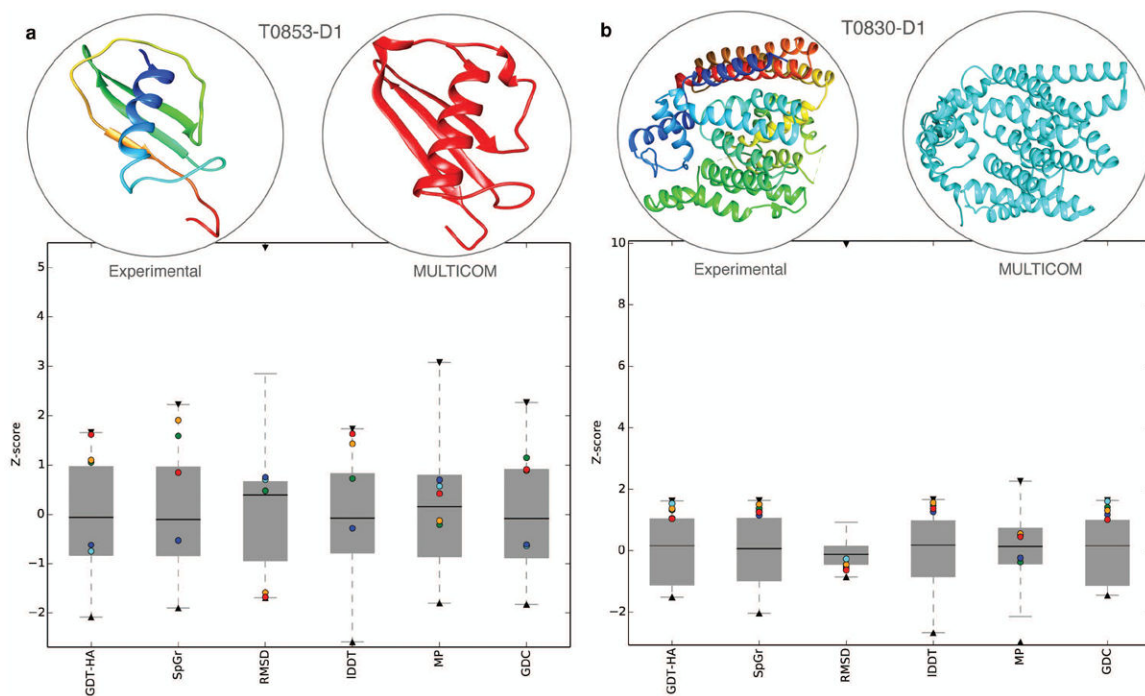 a
T0853-D1
b
T0830-D1
Experimental
MULTICOM
Experimental
MULTICOM
5
4
3
2
1
0
−1
−2
Z-score
GDT-HA
SpGr
RMSD
lDDT
MP
GDC
10
8
6
4
2
0
−2
Z-score
GDT-HA
SpGr
RMSD
lDDT
MP
GDC